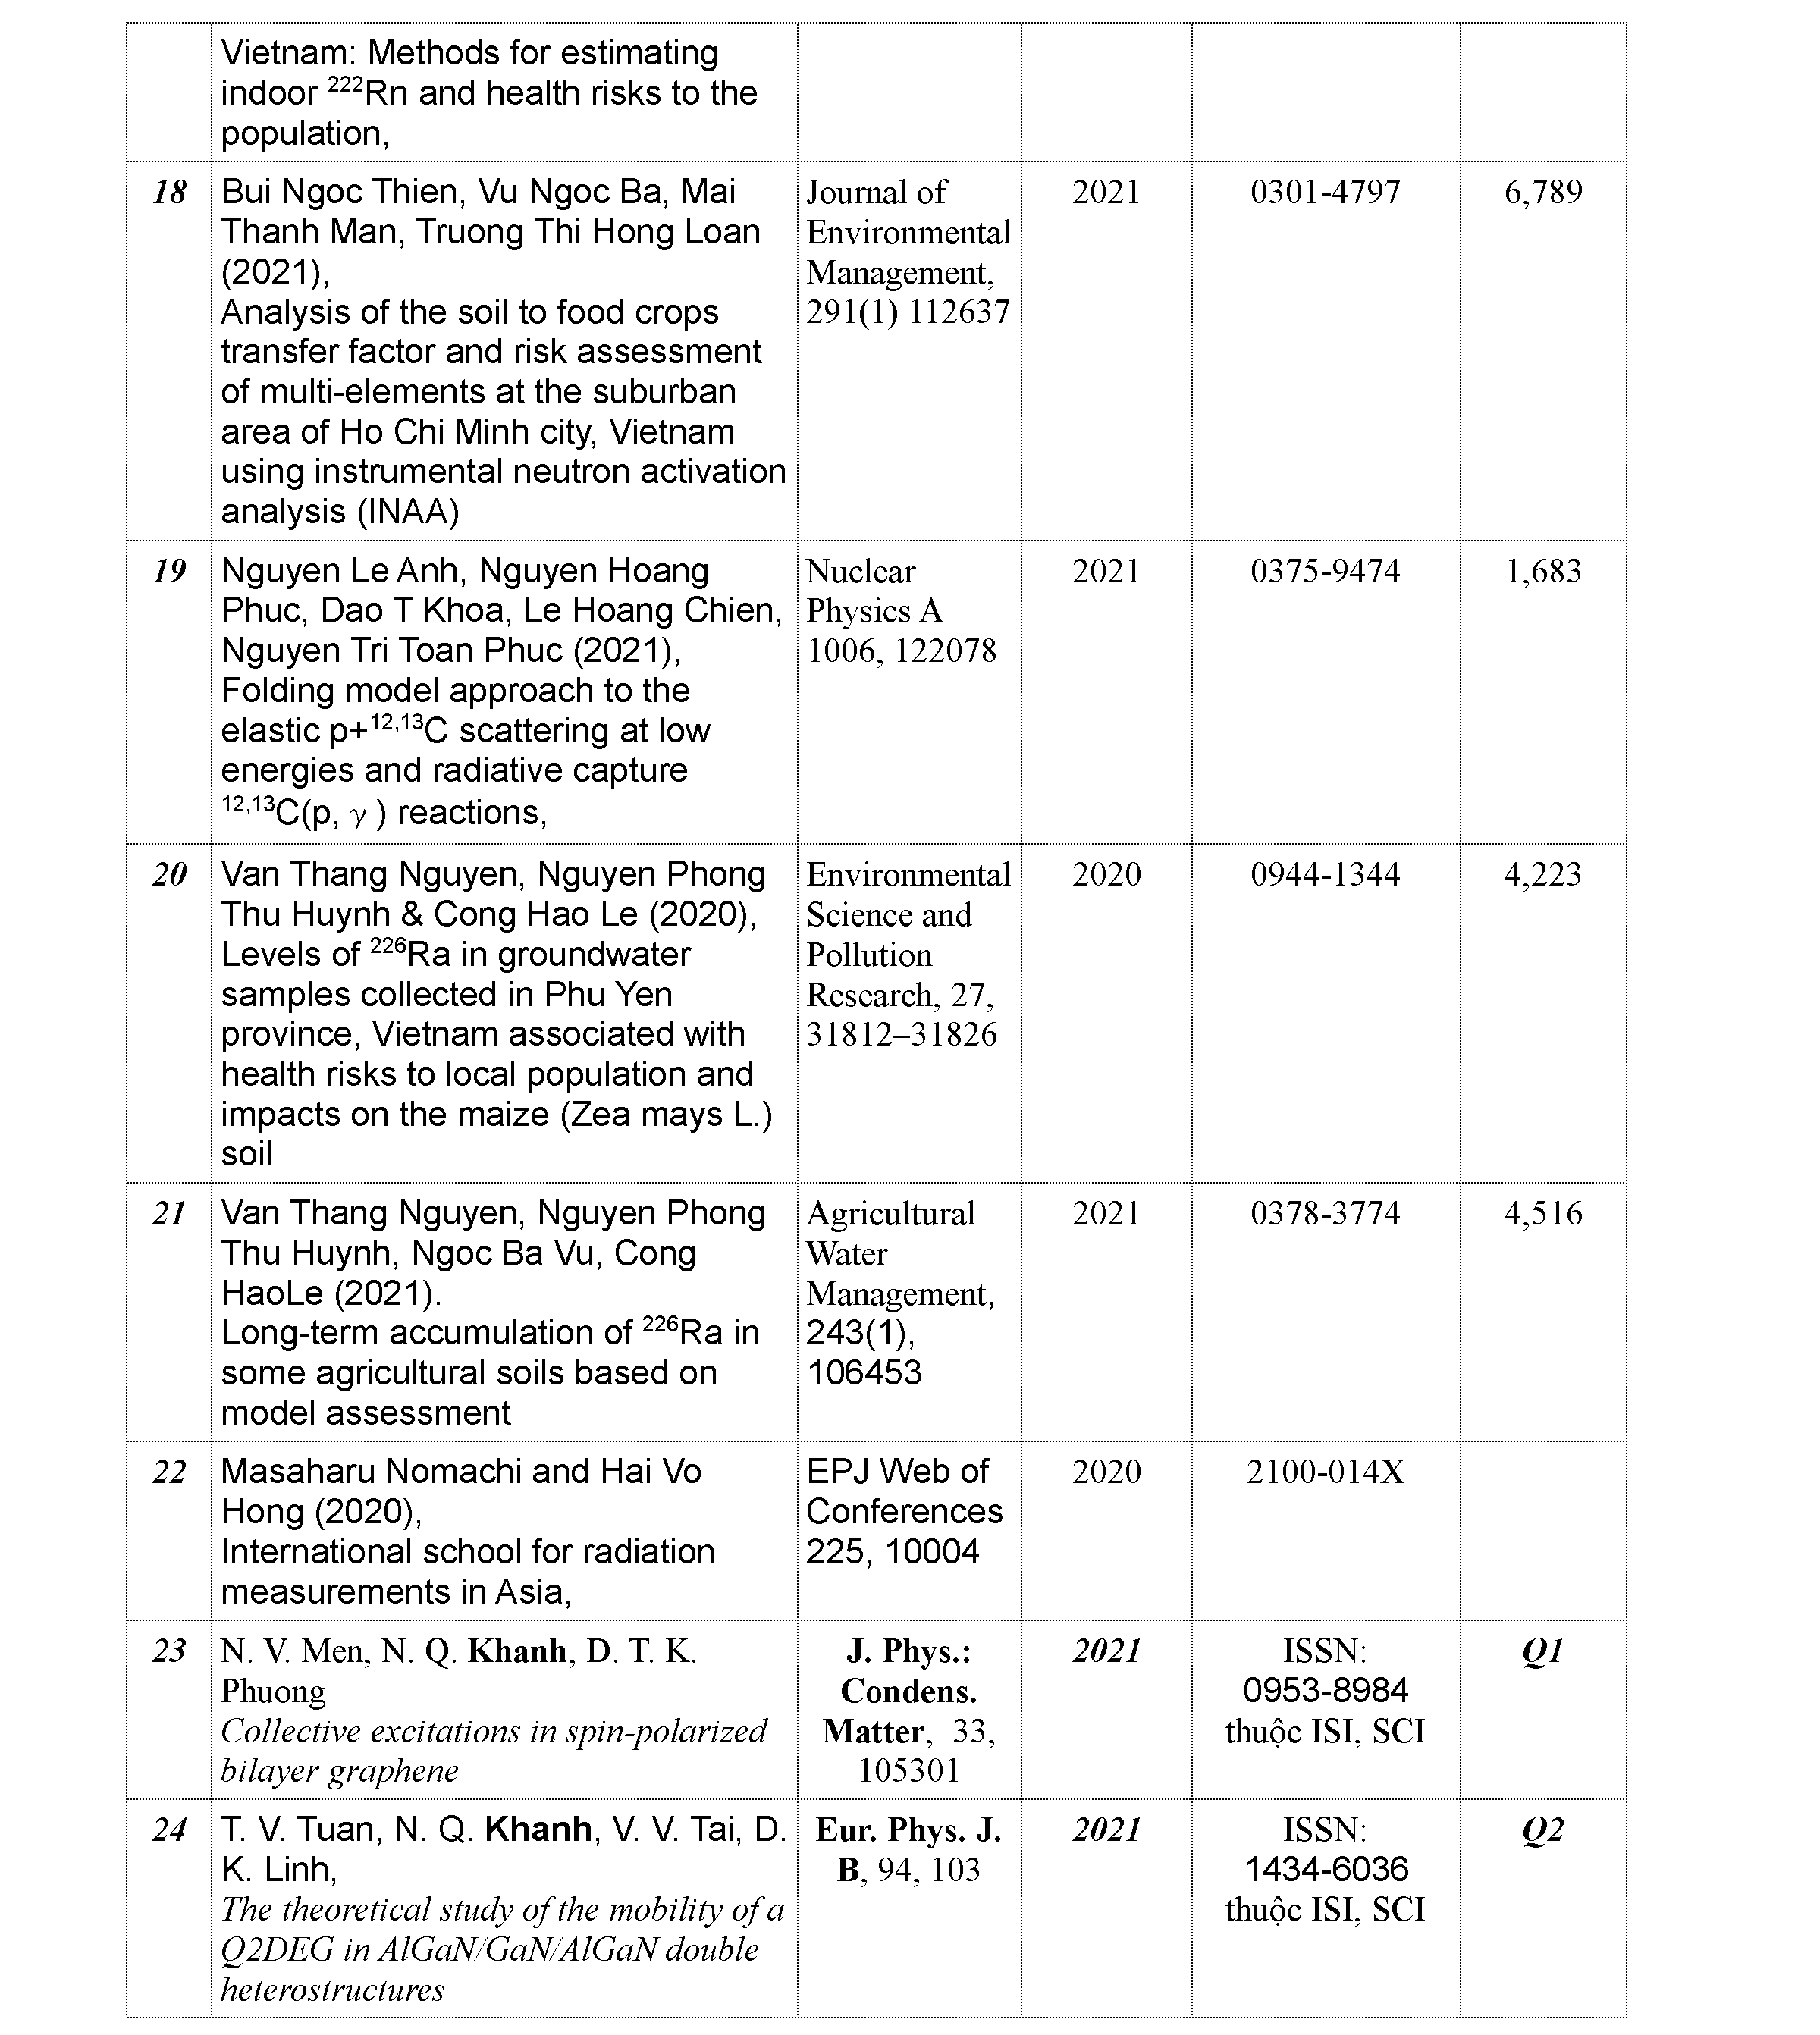 Vietnam: Methods for estimating
indoor ²²²Rn and health risks to the
population,
18
Bui Ngoc Thien, Vu Ngoc Ba, Mai
Thanh Man, Truong Thi Hong Loan
(2021),
Analysis of the soil to food crops
transfer factor and risk assessment
of multi-elements at the suburban
area of Ho Chi Minh city, Vietnam
using instrumental neutron activation
analysis (INAA)
Journal of
Environmental
Management,
291(1) 112637
2021
0301-4797
6,789
19
Nguyen Le Anh, Nguyen Hoang
Phuc, Dao T Khoa, Le Hoang Chien,
Nguyen Tri Toan Phuc (2021),
Folding model approach to the
elastic p+¹²,¹³C scattering at low
energies and radiative capture
¹²,¹³C(p, γ ) reactions,
Nuclear
Physics A
1006, 122078
2021
0375-9474
1,683
20
Van Thang Nguyen, Nguyen Phong
Thu Huynh & Cong Hao Le (2020),
Levels of ²²⁶Ra in groundwater
samples collected in Phu Yen
province, Vietnam associated with
health risks to local population and
impacts on the maize (Zea mays L.)
soil
Environmental
Science and
Pollution
Research, 27,
31812–31826
2020
0944-1344
4,223
21
Van Thang Nguyen, Nguyen Phong
Thu Huynh, Ngoc Ba Vu, Cong
HaoLe (2021).
Long-term accumulation of ²²⁶Ra in
some agricultural soils based on
model assessment
Agricultural
Water
Management,
243(1),
106453
2021
0378-3774
4,516
22
Masaharu Nomachi and Hai Vo
Hong (2020),
International school for radiation
measurements in Asia,
EPJ Web of
Conferences
225, 10004
2020
2100-014X
23
N. V. Men, N. Q. Khanh, D. T. K.
Phuong
Collective excitations in spin-polarized
bilayer graphene
J. Phys.:
Condens.
Matter, 33,
105301
2021
ISSN:
0953-8984
thuộc ISI, SCI
Q1
24
T. V. Tuan, N. Q. Khanh, V. V. Tai, D.
K. Linh,
The theoretical study of the mobility of a
Q2DEG in AlGaN/GaN/AlGaN double
heterostructures
Eur. Phys. J.
B, 94, 103
2021
ISSN:
1434-6036
thuộc ISI, SCI
Q2